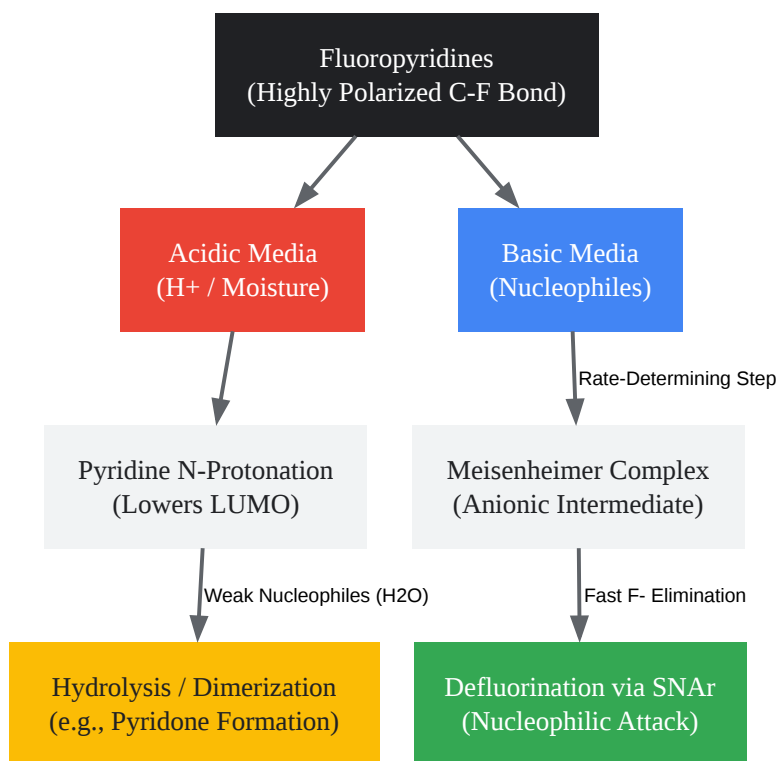 Fluoropyridines
(Highly Polarized C-F Bond)
Acidic Media
(H+ / Moisture)
Basic Media
(Nucleophiles)
Rate-Determining Step
Pyridine N-Protonation
(Lowers LUMO)
Meisenheimer Complex
(Anionic Intermediate)
Weak Nucleophiles (H2O)
Fast F- Elimination
Hydrolysis / Dimerization
(e.g., Pyridone Formation)
Defluorination via SNAr
(Nucleophilic Attack)